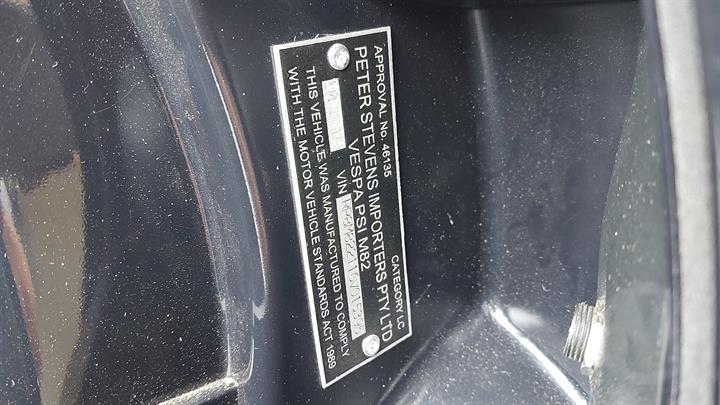 APPROVAL No. 46135 CATEGORY LC
PETER STEVENS IMPORTERS PTY LTD
VESPA PSI M82
VIN
THIS VEHICLE WAS MANUFACTURED TO COMPLY
WITH THE MOTOR VEHICLE STANDARDS ACT 1989